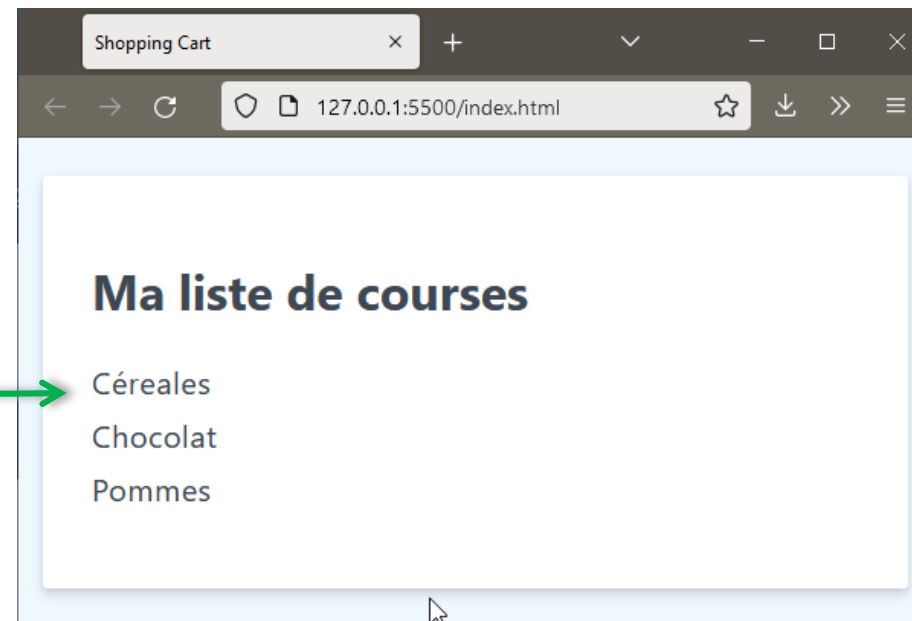 Shopping Cart
127.0.0.1:5500/index.html
Ma liste de courses
Céreales
Chocolat
Pommes